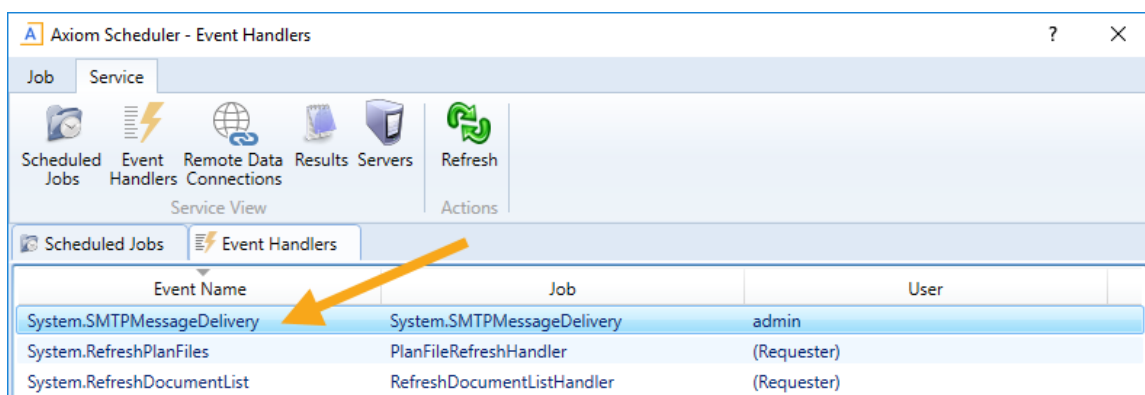 A Axiom Scheduler - Event Handlers ?
Job Service
Scheduled Jobs Event Handlers Remote Data Connections Results Servers Refresh
Service View Actions
Scheduled Jobs Event Handlers
Event Name Job User
System.SMTPMessageDelivery System.SMTPMessageDelivery admin
System.RefreshPlanFiles PlanFileRefreshHandler (Requester)
System.RefreshDocumentList RefreshDocumentListHandler (Requester)